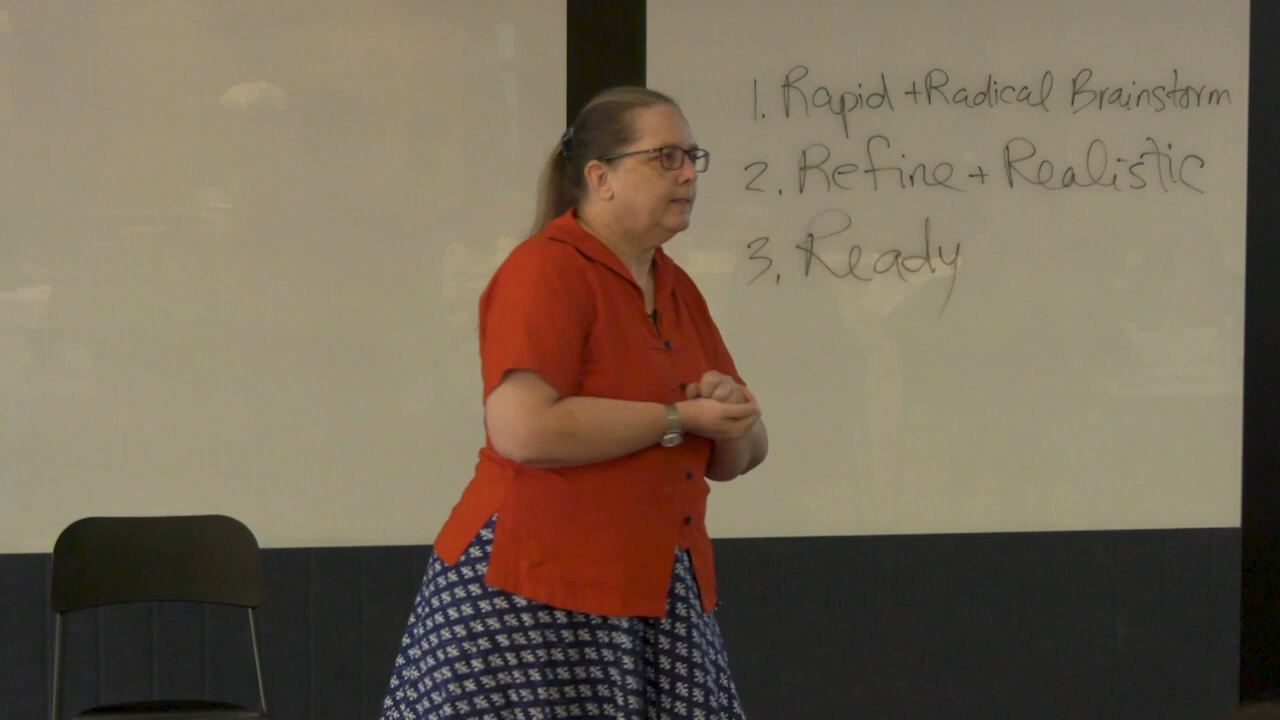 1. Rapid + Radical Brainstorm
2. Refine + Realistic
3. Ready